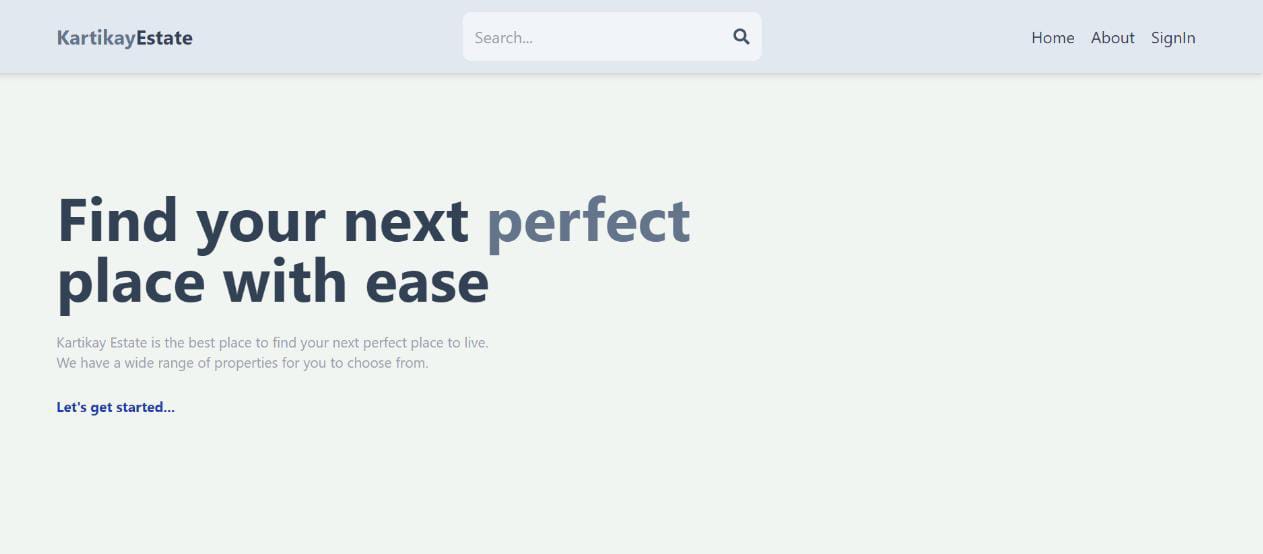 KartikayEstate
Search...
Home About SignIn
Find your next perfect
place with ease
Kartikay Estate is the best place to find your next perfect place to live.
We have a wide range of properties for you to choose from.
Let's get started...